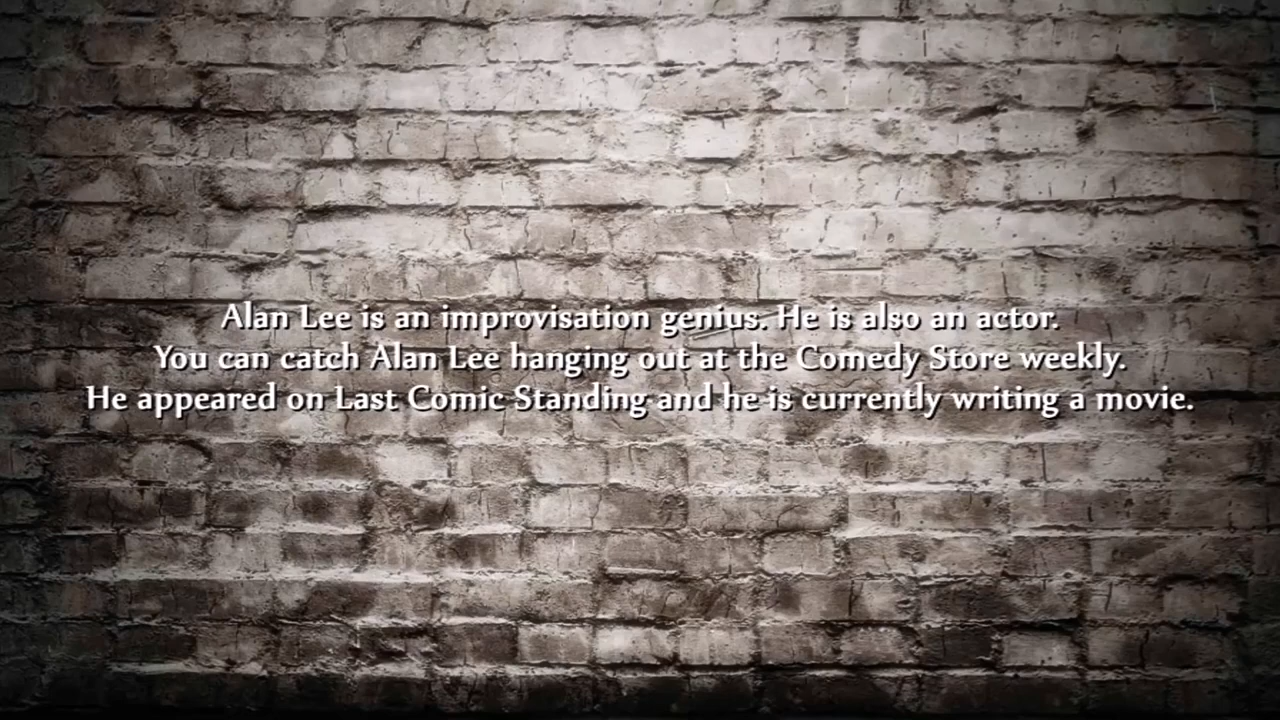 Alan Lee is an improvisation genius. He is also an actor.
You can catch Alan Lee hanging out at the Comedy Store weekly.
He appeared on Last Comic Standing and he is currently writing a movie.